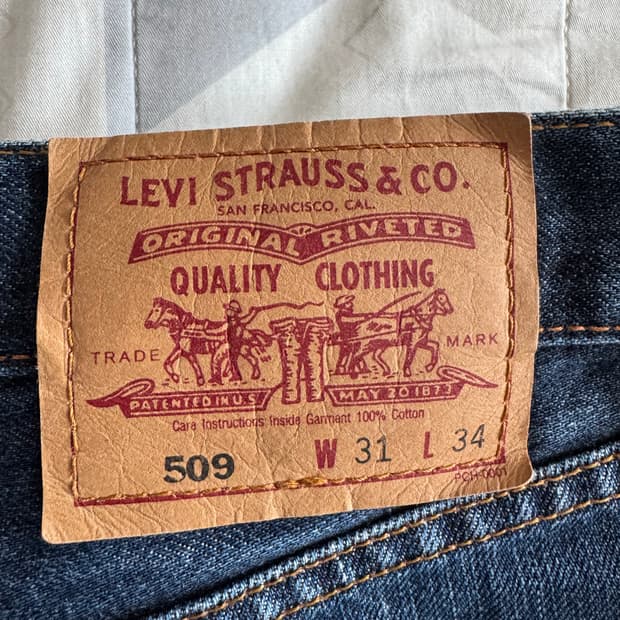 LEVI STRAUSS & CO.
SAN FRANCISCO, CAL.
ORIGINAL RIVETED
QUALITY CLOTHING
TRADE MARK
PATENTED IN U.S. MAY 20 1873
Care Instructions Inside Garment 100% Cotton
509 W 31 L 34